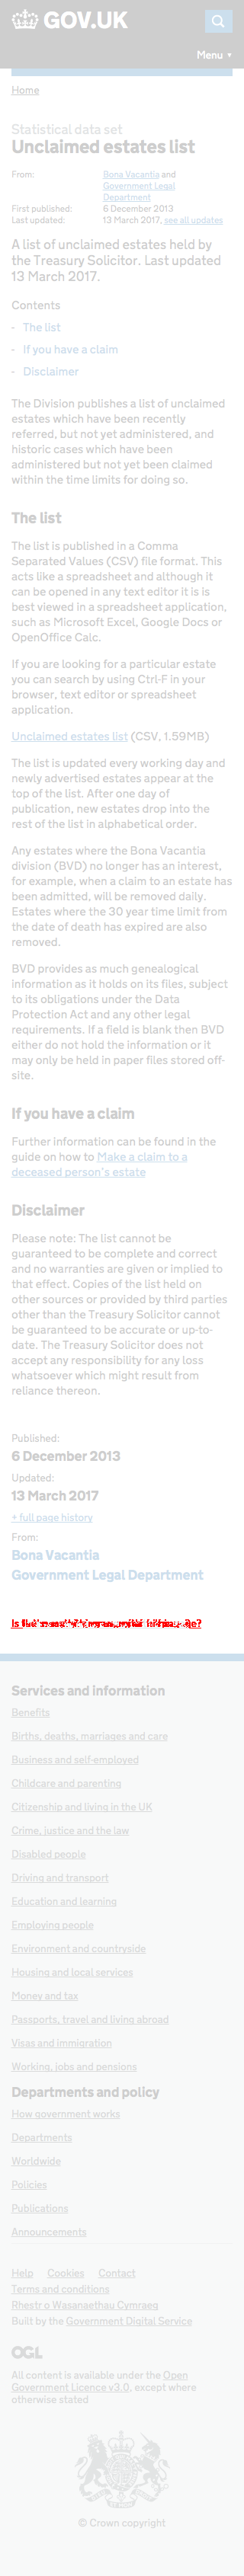 GOV.UK
Menu ▼
Home
Statistical data set
Unclaimed estates list
From: Bona Vacantia and
Government Legal
Department
First published: 6 December 2013
Last updated: 13 March 2017, see all updates
A list of unclaimed estates held by
the Treasury Solicitor. Last updated
13 March 2017.
Contents
- The list
- If you have a claim
- Disclaimer
The Division publishes a list of unclaimed
estates which have been recently
referred, but not yet administered, and
historic cases which have been
administered but not yet been claimed
within the time limits for doing so.
The list
The list is published in a Comma
Separated Values (CSV) file format. This
acts like a spreadsheet and although it
can be opened in any text editor it is is
best viewed in a spreadsheet application,
such as Microsoft Excel, Google Docs or
OpenOffice Calc.
If you are looking for a particular estate
you can search by using Ctrl-F in your
browser, text editor or spreadsheet
application.
Unclaimed estates list (CSV, 1.59MB)
The list is updated every working day and
newly advertised estates appear at the
top of the list. After one day of
publication, new estates drop into the
rest of the list in alphabetical order.
Any estates where the Bona Vacantia
division (BVD) no longer has an interest,
for example, when a claim to an estate has
been admitted, will be removed daily.
Estates where the 30 year time limit from
the date of death has expired are also
removed.
BVD provides as much genealogical
information as it holds on its files, subject
to its obligations under the Data
Protection Act and any other legal
requirements. If a field is blank then BVD
either do not hold the information or it
may only be held in paper files stored off-
site.
If you have a claim
Further information can be found in the
guide on how to Make a claim to a
deceased person's estate
Disclaimer
Please note: The list cannot be
guaranteed to be complete and correct
and no warranties are given or implied to
that effect. Copies of the list held on
other sources or provided by third parties
other than the Treasury Solicitor cannot
be guaranteed to be accurate or up-to-
date. The Treasury Solicitor does not
accept any responsibility for any loss
whatsoever which might result from
reliance thereon.
Published:
6 December 2013
Updated:
13 March 2017
+ full page history
From:
Bona Vacantia
Government Legal Department
Services and information
Benefits
Births, deaths, marriages and care
Business and self-employed
Childcare and parenting
Citizenship and living in the UK
Crime, justice and the law
Disabled people
Driving and transport
Education and learning
Employing people
Environment and countryside
Housing and local services
Money and tax
Passports, travel and living abroad
Visas and immigration
Working, jobs and pensions
Departments and policy
How government works
Departments
Worldwide
Policies
Publications
Announcements
Help Cookies Contact
Terms and conditions
Rhestr o Wasanaethau Cymraeg
Built by the Government Digital Service
OGL
All content is available under the Open
Government Licence v3.0, except where
otherwise stated
© Crown copyright